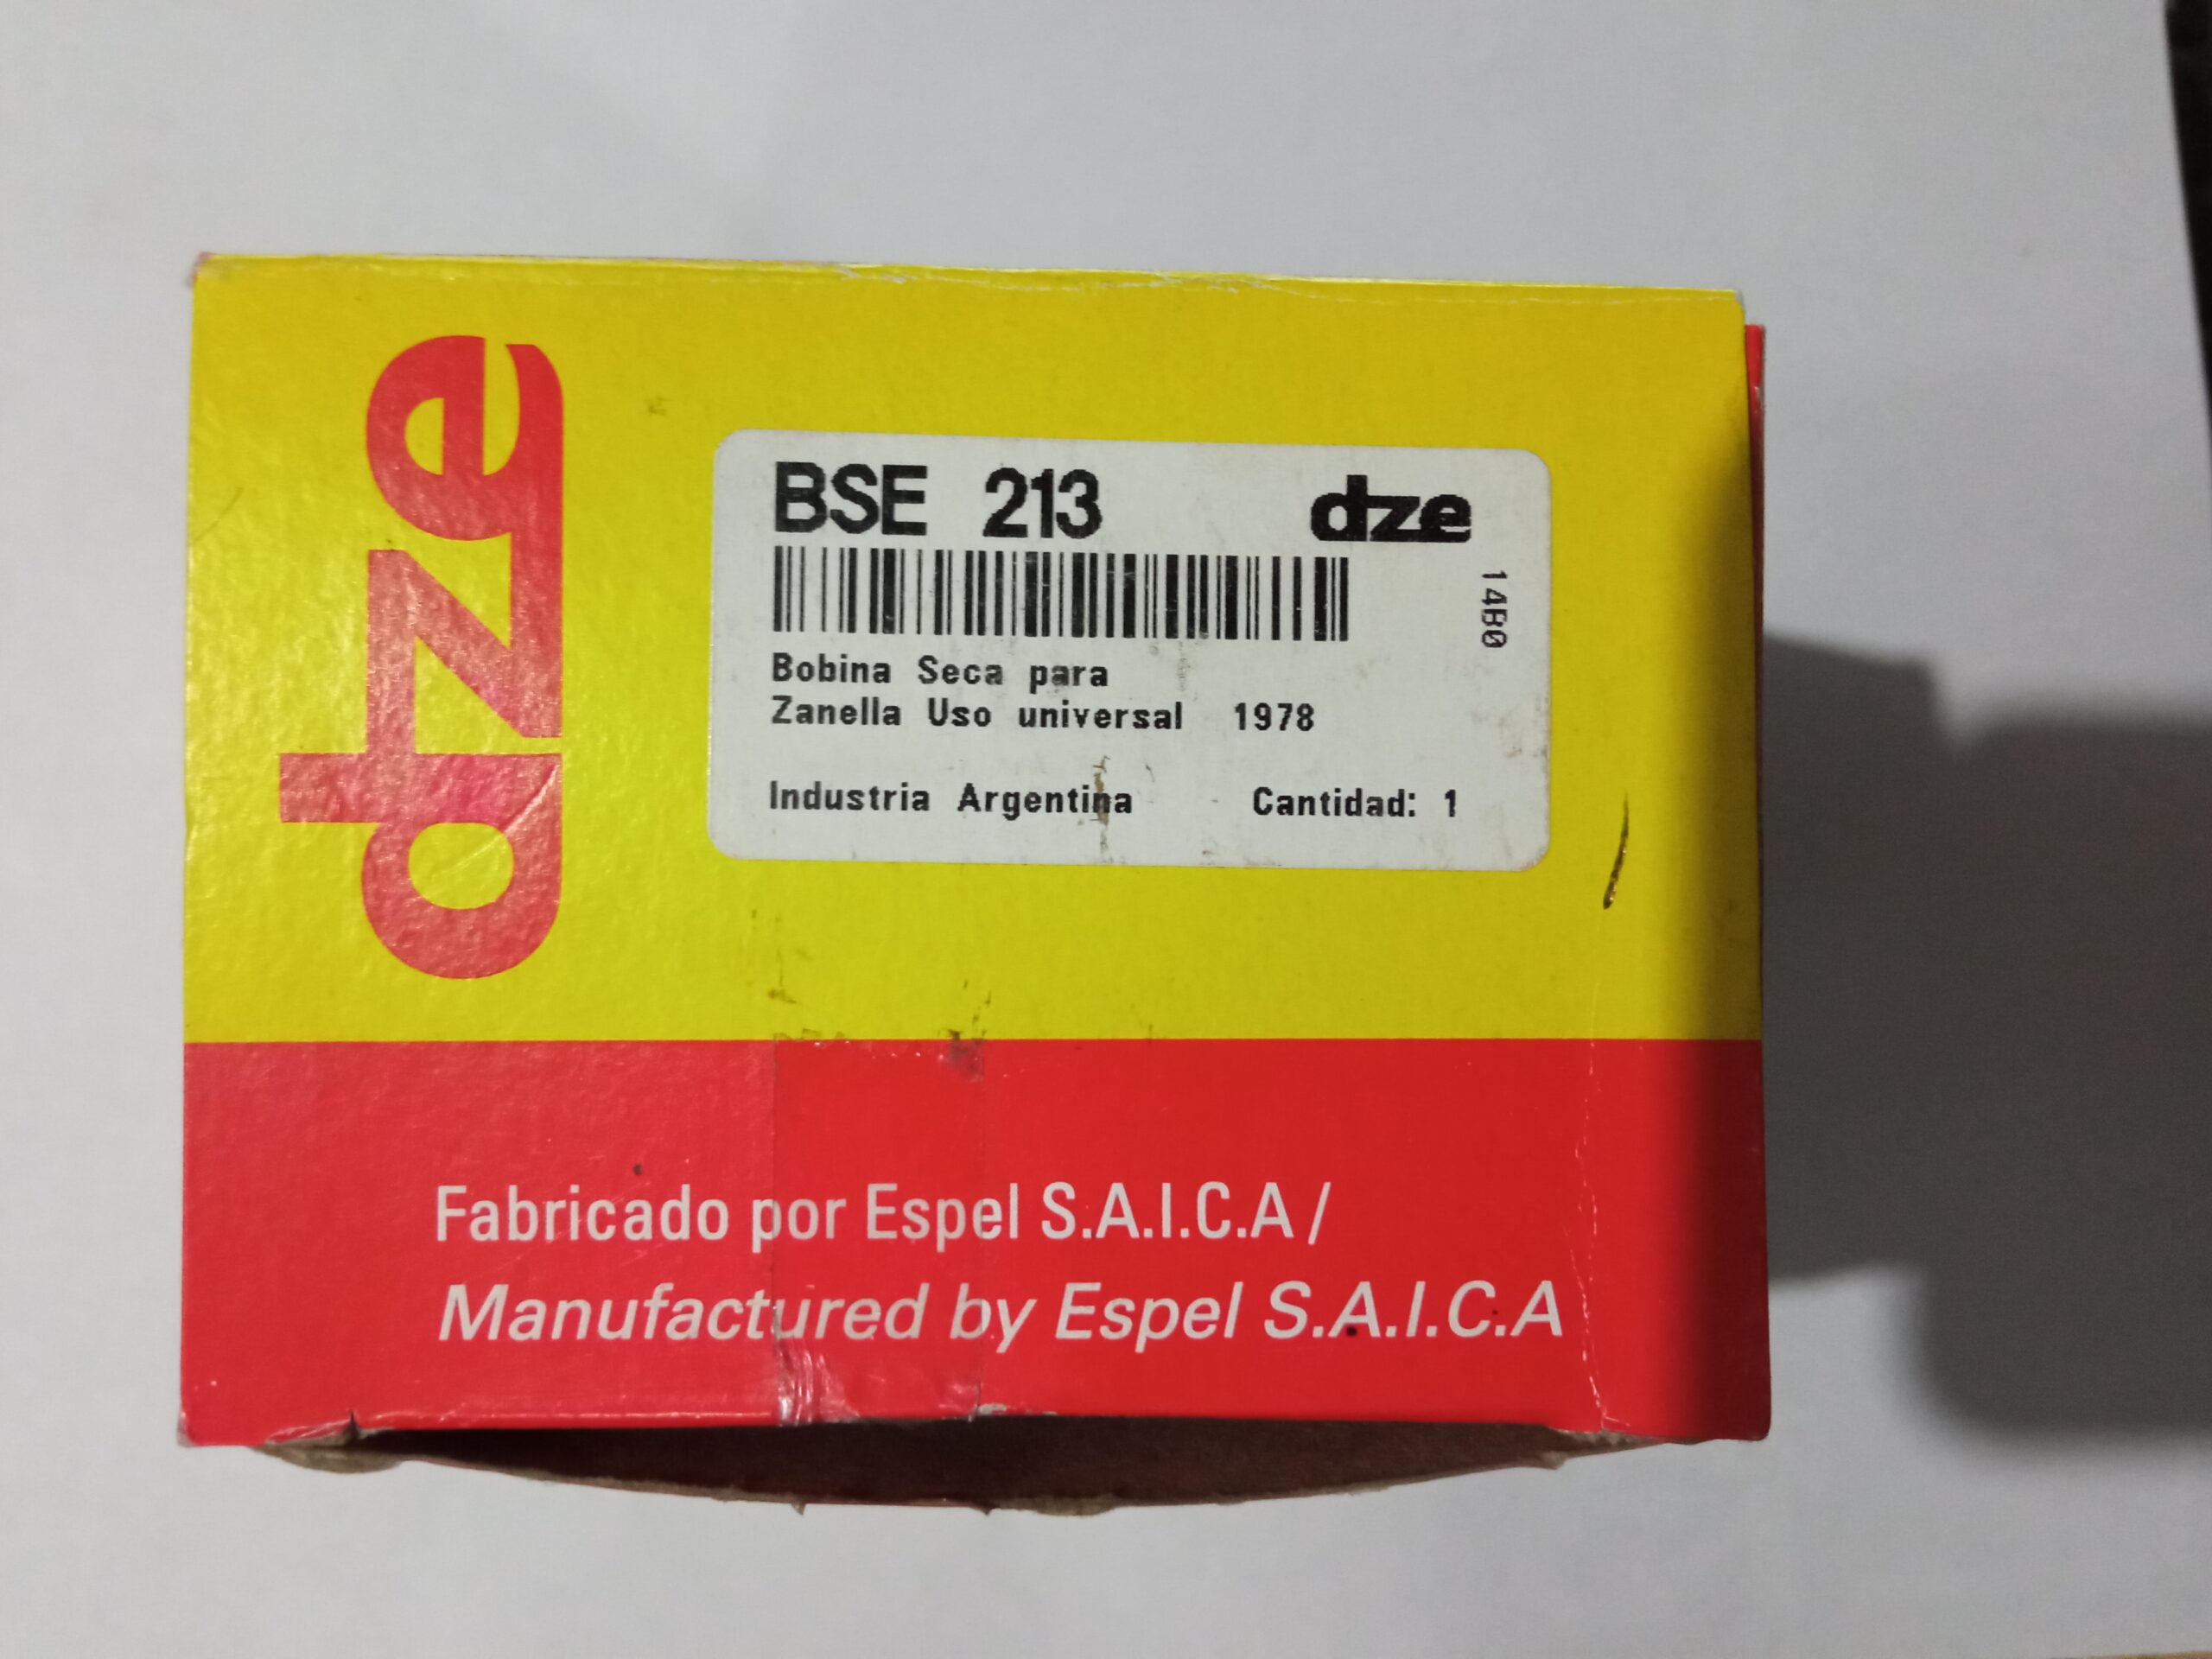 dze
BSE 213 dze
14B0
Bobina Seca para
Zanella Uso universal 1978
Industria Argentina Cantidad: 1
Fabricado por Espel S.A.I.C.A /
Manufactured by Espel S.A.I.C.A